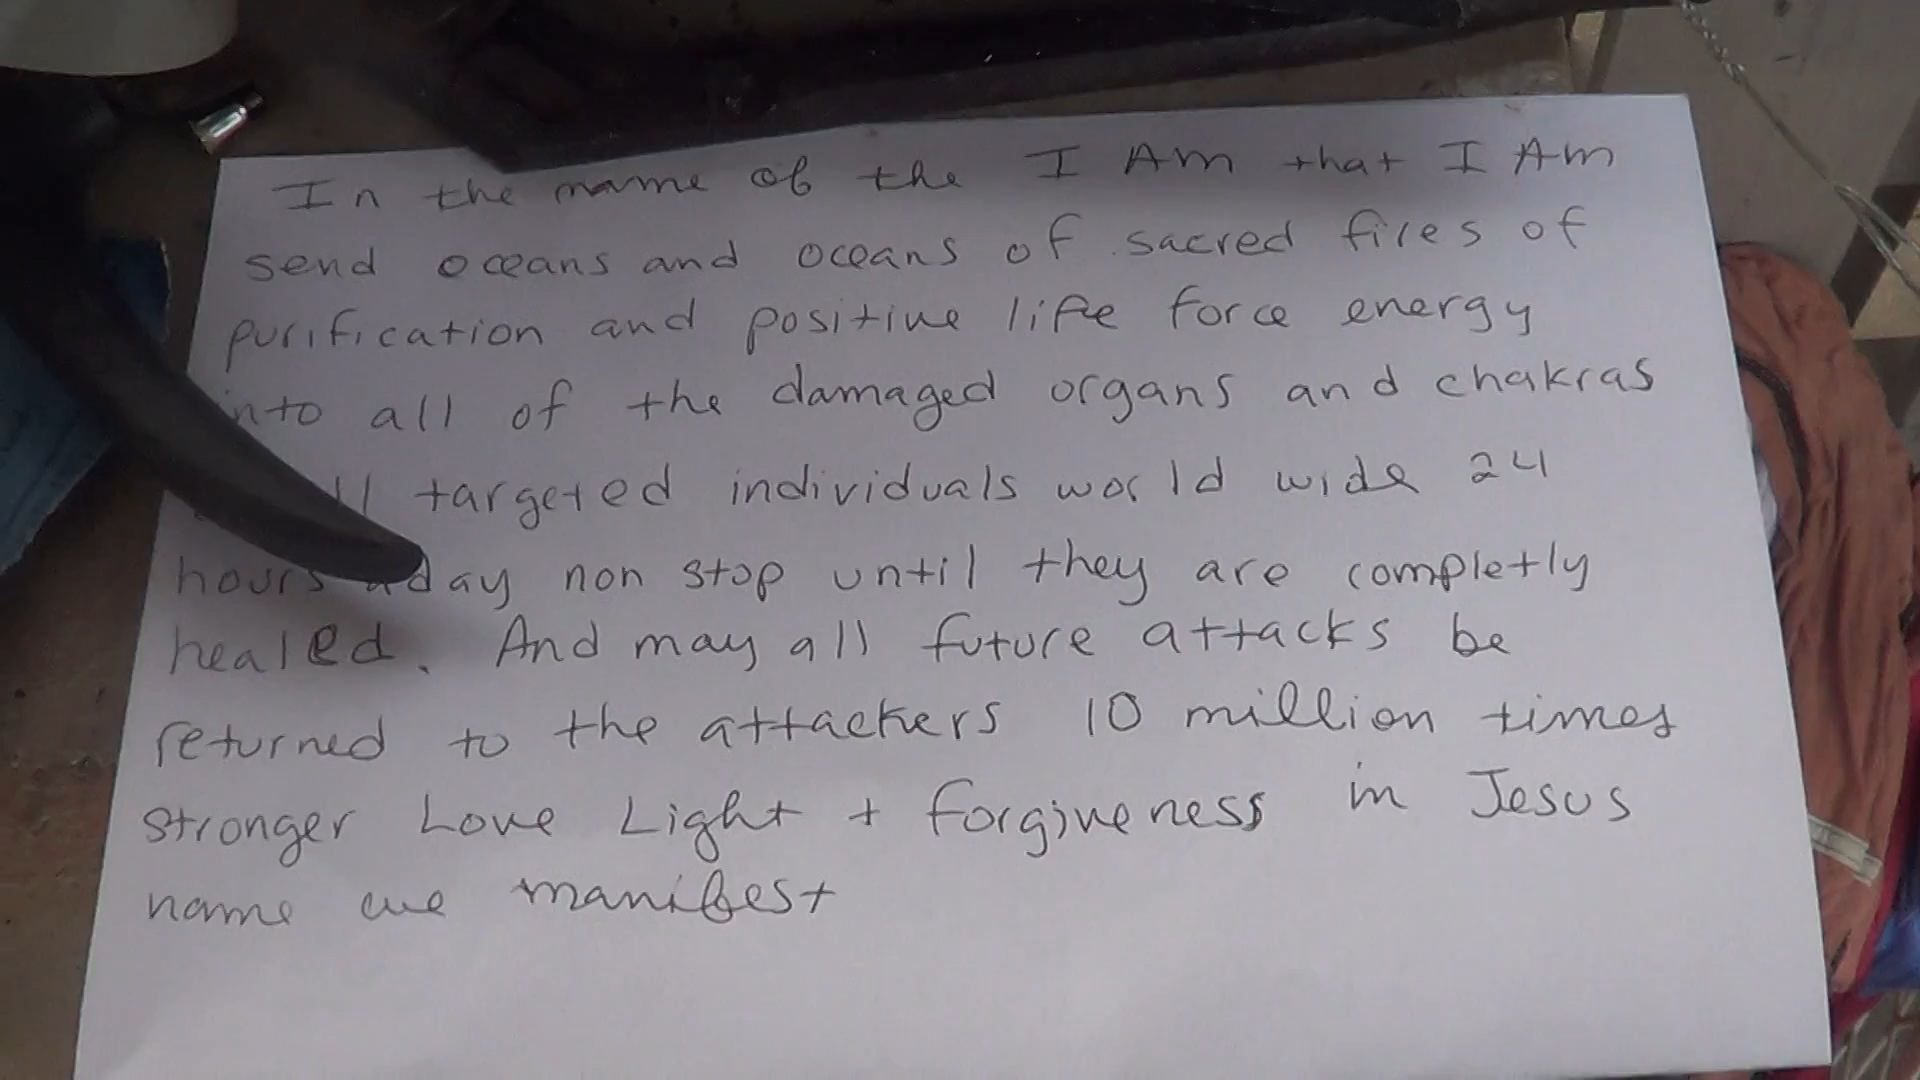 In the name of the I Am that I Am
send oceans and oceans of sacred fires of
purification and positive life force energy
into all of the damaged organs and chakras
targeted individuals world wide 24
hours a day non stop until they are completly
healed. And may all future attacks be
returned to the attackers 10 million times
stronger Love Light + forgiveness in Jesus
name we manifest